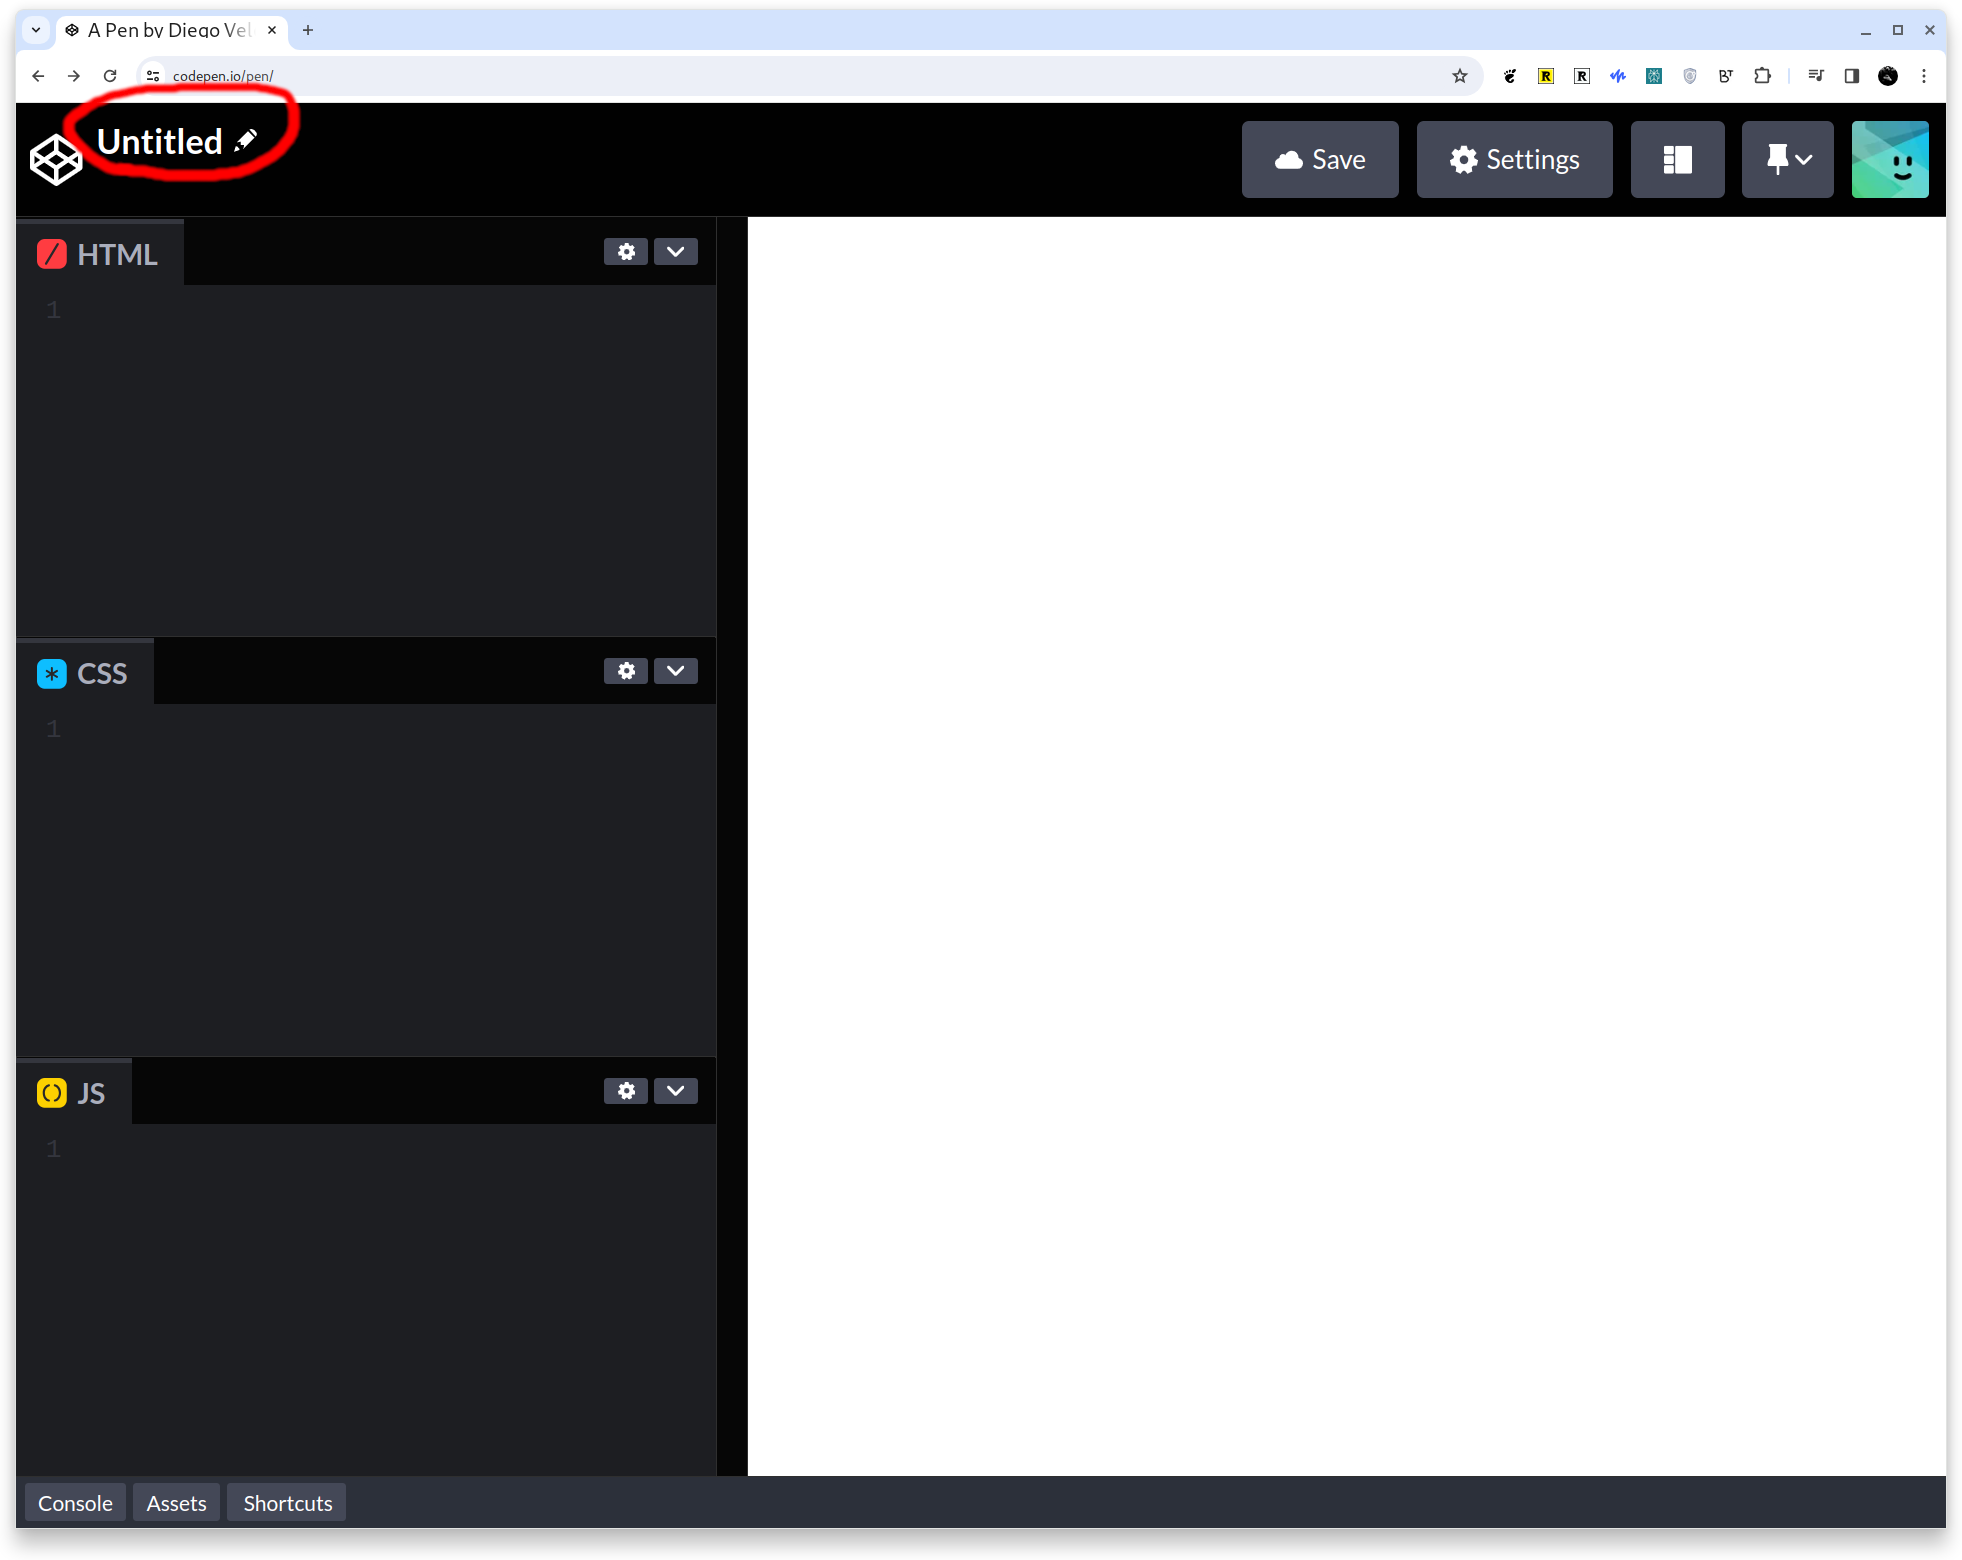 A Pen by Diego Vel
codepen.io/pen/
Untitled
Save
Settings
HTML
1
CSS
1
JS
1
Console
Assets
Shortcuts